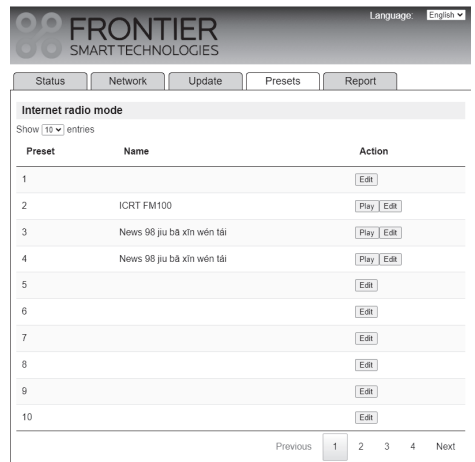 FRONTIER
SMART TECHNOLOGIES
Language: English
Status Network Update Presets Report
Internet radio mode
Show 10 entries
Preset Name Action
1 Edit
2 ICRT FM100 Play Edit
3 News 98 jiu bā xīn wén tái Play Edit
4 News 98 jiu bā xīn wén tái Play Edit
5 Edit
6 Edit
7 Edit
8 Edit
9 Edit
10 Edit
Previous 1 2 3 4 Next